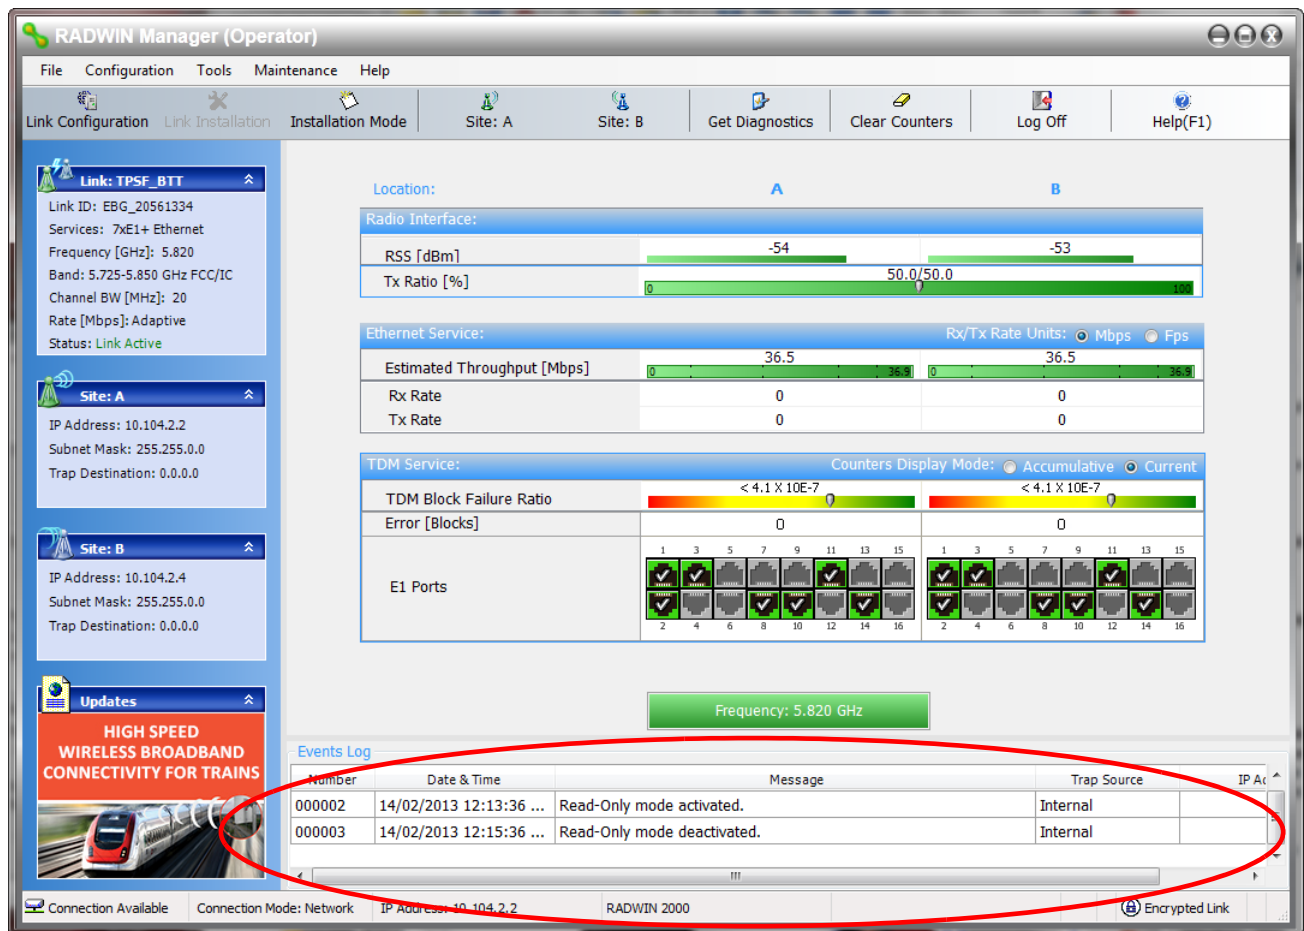 RADWIN Manager (Operator)
File Configuration Tools Maintenance Help
Link Configuration Link Installation Installation Mode Site: A Site: B Get Diagnostics Clear Counters Log Off Help(F1)
Link: TPSF_BTT
Link ID: EBG_20561334
Services: 7xE1+ Ethernet
Frequency [GHz]: 5.820
Band: 5.725-5.850 GHz FCC/IC
Channel BW [MHz]: 20
Rate [Mbps]: Adaptive
Status: Link Active
Site: A
IP Address: 10.104.2.2
Subnet Mask: 255.255.0.0
Trap Destination: 0.0.0.0
Site: B
IP Address: 10.104.2.4
Subnet Mask: 255.255.0.0
Trap Destination: 0.0.0.0
Updates
HIGH SPEED
WIRELESS BROADBAND
CONNECTIVITY FOR TRAINS
Location: A B
Radio Interface:
RSS [dBm] -54 -53
Tx Ratio [%] 50.0/50.0
0 100
Ethernet Service: Rx/Tx Rate Units: Mbps Fps
Estimated Throughput [Mbps] 36.5 36.5
0 36.9 0 36.9
Rx Rate 0 0
Tx Rate 0 0
TDM Service: Counters Display Mode: Accumulative Current
TDM Block Failure Ratio < 4.1 X 10E-7 < 4.1 X 10E-7
Error [Blocks] 0 0
1 3 5 7 9 11 13 15 1 3 5 7 9 11 13 15
E1 Ports
2 4 6 8 10 12 14 16 2 4 6 8 10 12 14 16
Frequency: 5.820 GHz
Events Log
Number Date & Time Message Trap Source IP Ac
000002 14/02/2013 12:13:36 ... Read-Only mode activated. Internal
000003 14/02/2013 12:15:36 ... Read-Only mode deactivated. Internal
Connection Available Connection Mode: Network IP Address: 10.104.2.2 RADWIN 2000 Encrypted Link